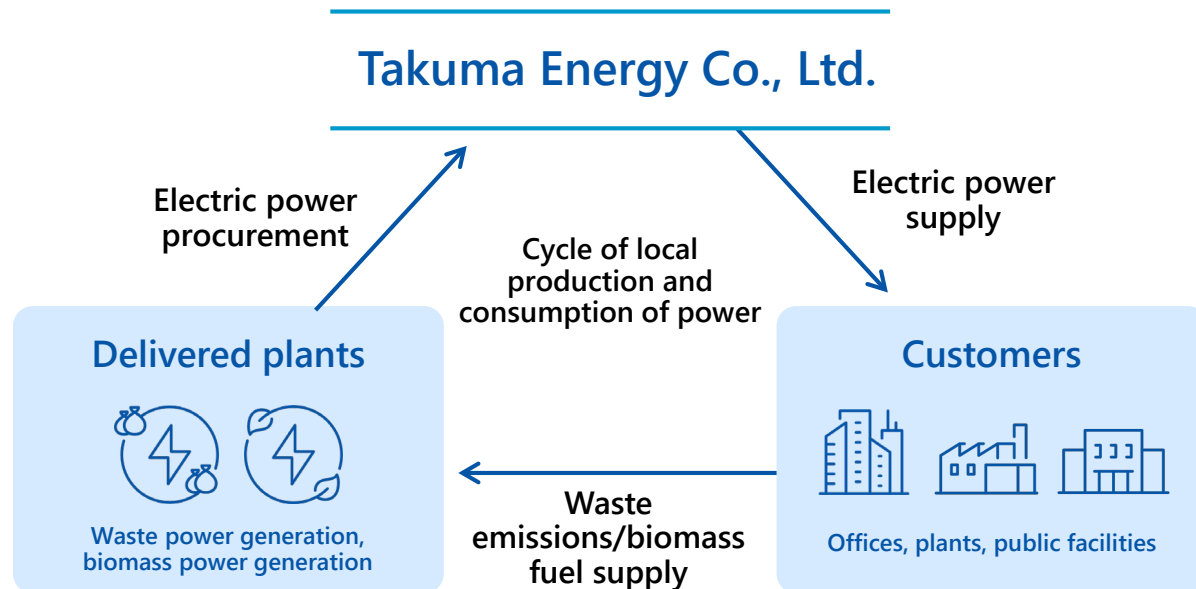 Takuma Energy Co., Ltd.
Electric power
procurement
Electric power
supply
Cycle of local
production and
consumption of power
Delivered plants
Waste power generation,
biomass power generation
Customers
Offices, plants, public facilities
Waste
emissions/biomass
fuel supply